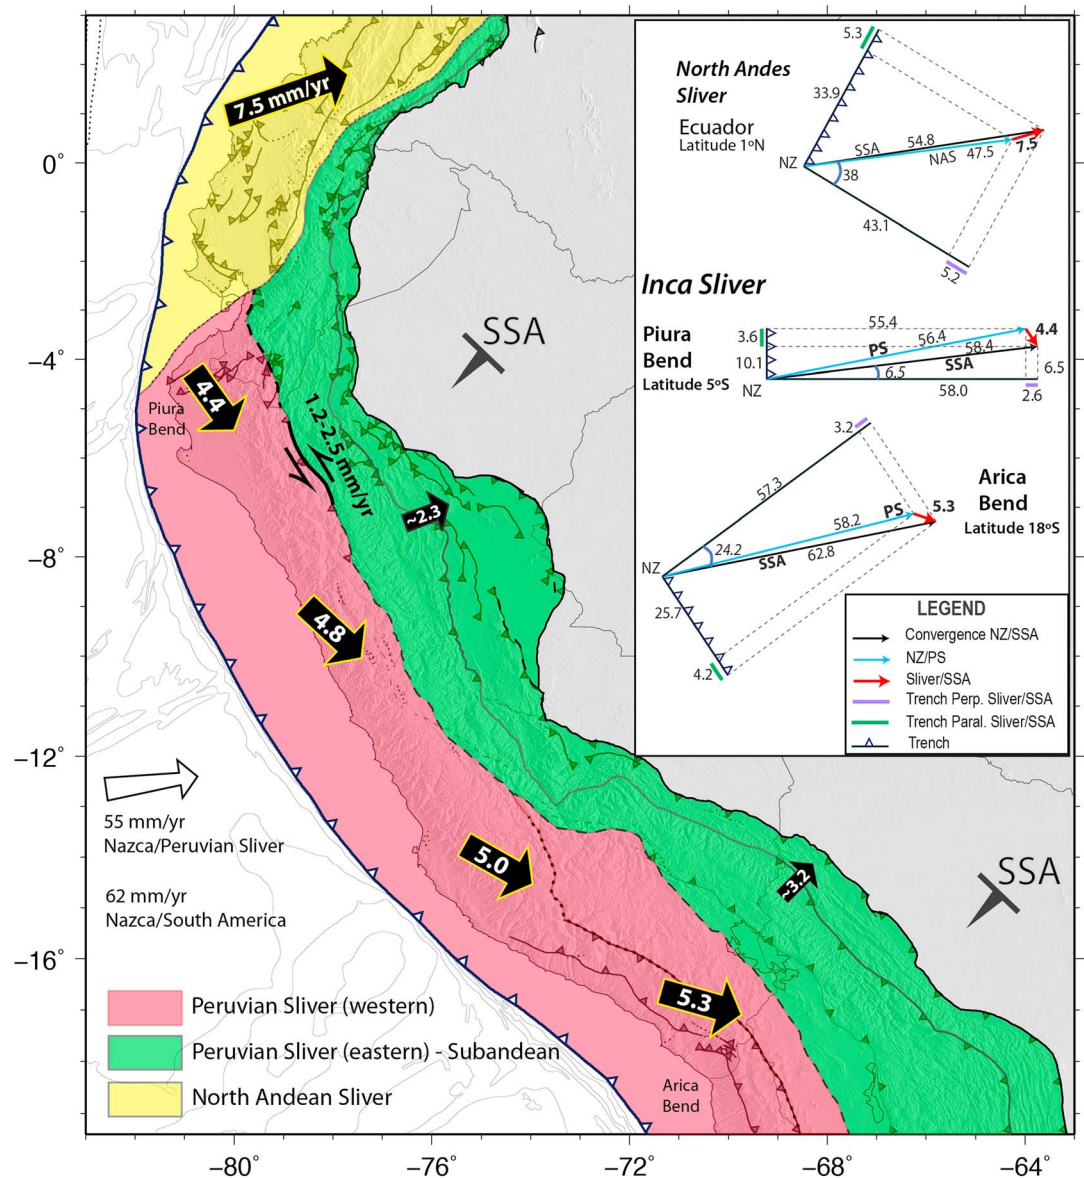 7.5 mm/yr
0°
−4°
−8°
−12°
−16°
−80°
−76°
−72°
−68°
−64°
SSA
Piura
Bend
4.4
1.2-2.5 mm/yr
~2.3
4.8
5.0
~3.2
SSA
5.3
Arica
Bend
55 mm/yr
Nazca/Peruvian Sliver
62 mm/yr
Nazca/South America
Peruvian Sliver (western)
Peruvian Sliver (eastern) - Subandean
North Andean Sliver
North Andes
Sliver
Ecuador
Latitude 1ºN
5.3
33.9
SSA
54.8
NAS
47.5
7.5
NZ
38
43.1
5.2
Inca Sliver
Piura
Bend
Latitude 5ºS
3.6
10.1
55.4
56.4
PS
58.4
SSA
4.4
6.5
6.5
NZ
58.0
2.6
Arica
Bend
Latitude 18ºS
3.2
57.3
PS
5.3
58.2
24.2
62.8
SSA
NZ
25.7
4.2
LEGEND
Convergence NZ/SSA
NZ/PS
Sliver/SSA
Trench Perp. Sliver/SSA
Trench Paral. Sliver/SSA
Trench